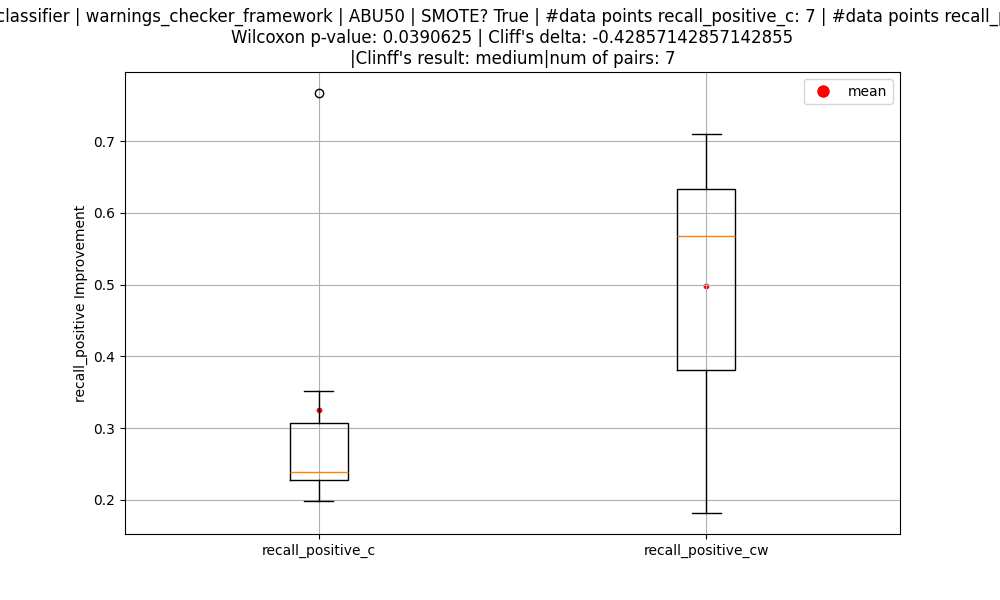 classifier | warnings_checker_framework | ABU50 | SMOTE? True | #data points recall_positive_c: 7 | #data points
Wilcoxon p-value: 0.0390625 | Cliff's delta: -0.42857142857142855
|Clinff's result: medium|num of pairs: 7
mean
0.7
0.6
0.5
0.4
0.3
0.2
recall_positive Improvement
recall_positive_c
recall_positive_cw